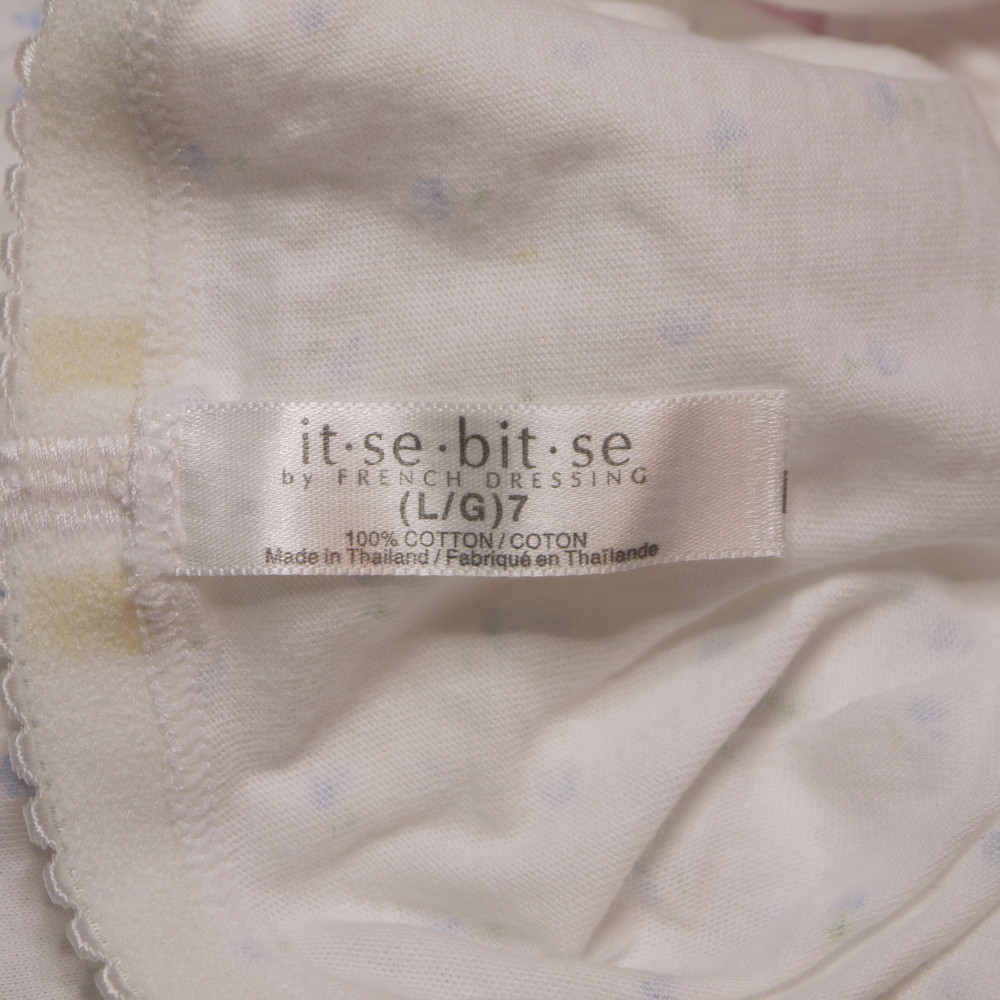 it·se·bit·se
by FRENCH DRESSING
(L/G)7
100% COTTON / COTON
Made in Thailand / Fabriqué en Thaïlande